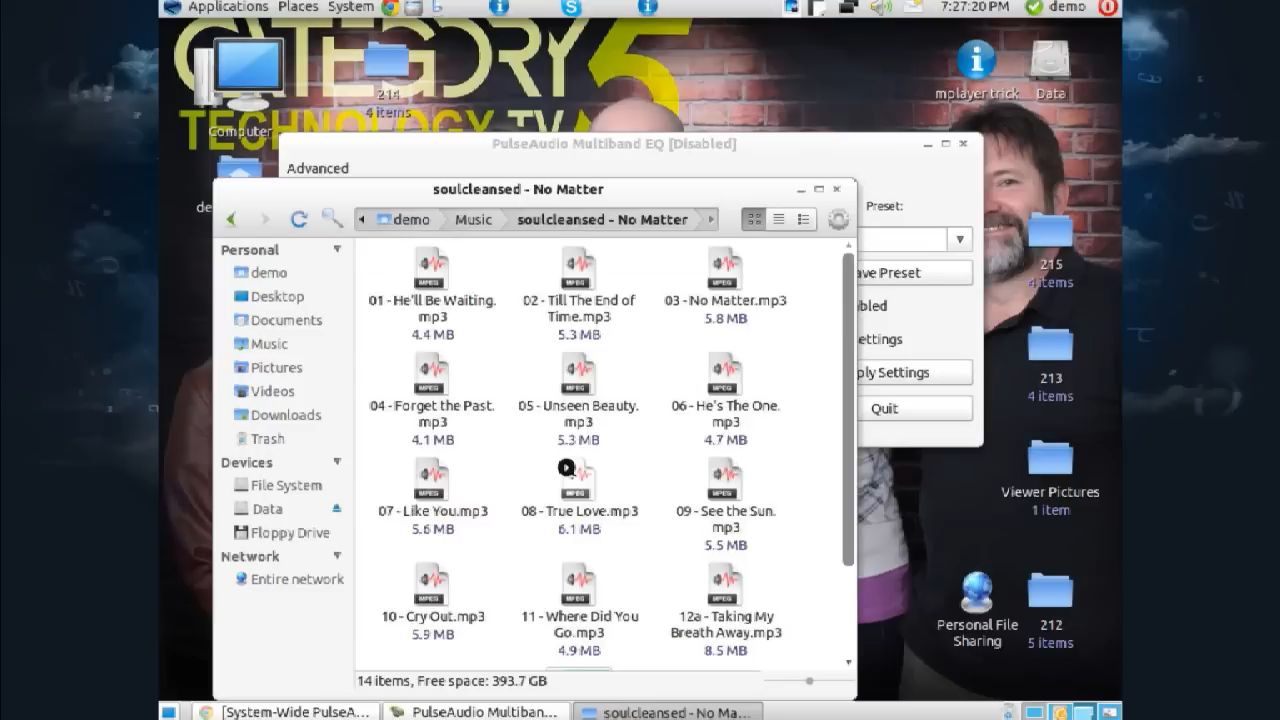 Applications Places System
7:27:20 PM demo
CATEGORY 5
TECHNOLOGY TV
Computer
214
4 items
mplayer trick
Data
PulseAudio Multiband EQ [Disabled]
Advanced
Preset:
soulcleansed - No Matter
demo Music soulcleansed - No Matter
Personal
demo
Desktop
Documents
Music
Pictures
Videos
Downloads
Trash
Devices
File System
Data
Floppy Drive
Network
Entire network
01 - He'll Be Waiting.
mp3
4.4 MB
02 - Till The End of
Time.mp3
5.3 MB
03 - No Matter.mp3
5.8 MB
04 - Forget the Past.
mp3
4.1 MB
05 - Unseen Beauty.
mp3
5.3 MB
06 - He's The One.
mp3
4.7 MB
07 - Like You.mp3
5.6 MB
08 - True Love.mp3
6.1 MB
09 - See the Sun.
mp3
5.5 MB
10 - Cry Out.mp3
5.9 MB
11 - Where Did You
Go.mp3
4.9 MB
12a - Taking My
Breath Away.mp3
8.5 MB
14 items, Free space: 393.7 GB
ave Preset
bled
ettings
ply Settings
Quit
215
4 items
213
4 items
Viewer Pictures
1 item
Personal File
Sharing
212
5 items
[System-Wide PulseA...
PulseAudio Multiban...
soulcleansed - No Ma...